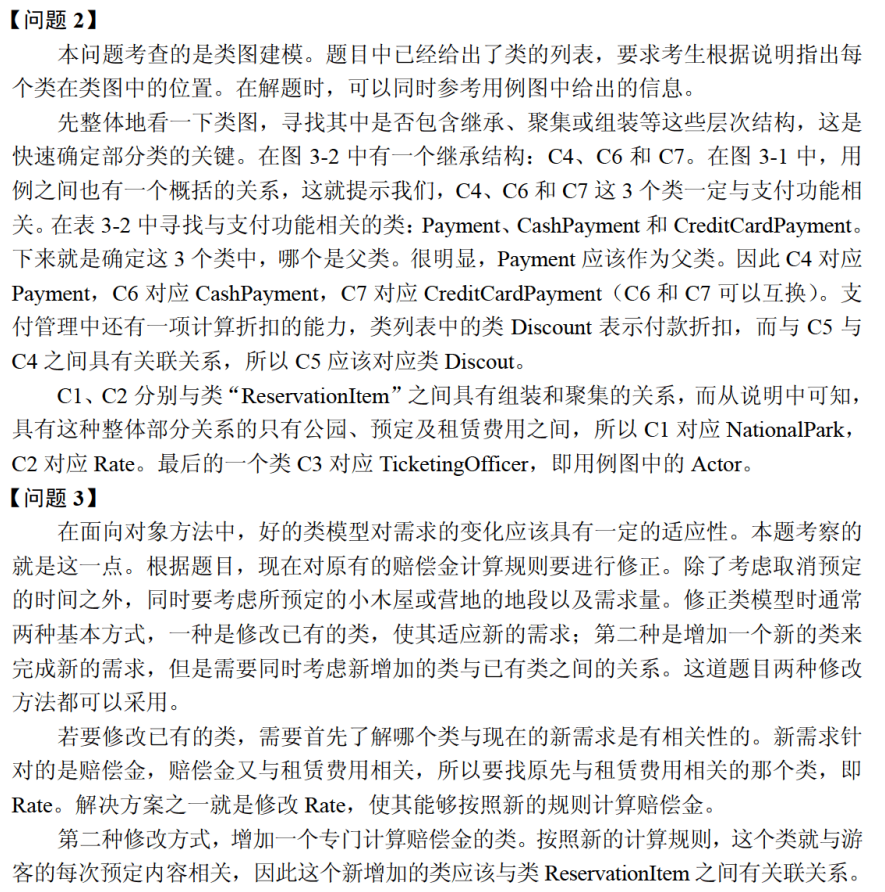 【问题 2】
本问题考查的是类图建模。题目中已经给出了类的列表，要求考生根据说明指出每
个类在类图中的位置。在解题时，可以同时参考用例图中给出的信息。
先整体地看一下类图，寻找其中是否包含继承、聚集或组装等这些层次结构，这是
快速确定部分类的关键。在图 3-2 中有一个继承结构：C4、C6 和 C7。在图 3-1 中，用
例之间也有一个概括的关系，这就提示我们，C4、C6 和 C7 这 3 个类一定与支付功能相
关。在表 3-2 中寻找与支付功能相关的类：Payment、CashPayment 和 CreditCardPayment。
下来就是确定这 3 个类中，哪个是父类。很明显，Payment 应该作为父类。因此 C4 对应
Payment，C6 对应 CashPayment，C7 对应 CreditCardPayment（C6 和 C7 可以互换）。支
付管理中还有一项计算折扣的能力，类列表中的类 Discount 表示付款折扣，而与 C5 与
C4 之间具有关联关系，所以 C5 应该对应类 Discout。
C1、C2 分别与类“ReservationItem”之间具有组装和聚集的关系，而从说明中可知，
具有这种整体部分关系的只有公园、预定及租赁费用之间，所以 C1 对应 NationalPark，
C2 对应 Rate。最后的一个类 C3 对应 TicketingOfficer，即用例图中的 Actor。
【问题 3】
在面向对象方法中，好的类模型对需求的变化应该具有一定的适应性。本题考察的
就是这一点。根据题目，现在对原有的赔偿金计算规则要进行修正。除了考虑取消预定
的时间之外，同时要考虑所预定的小木屋或营地的地段以及需求量。修正类模型时通常
两种基本方式，一种是修改已有的类，使其适应新的需求；第二种是增加一个新的类来
完成新的需求，但是需要同时考虑新增加的类与已有类之间的关系。这道题目两种修改
方法都可以采用。
若要修改已有的类，需要首先了解哪个类与现在的新需求是有相关性的。新需求针
对的是赔偿金，赔偿金又与租赁费用相关，所以要找原先与租赁费用相关的那个类，即
Rate。解决方案之一就是修改 Rate，使其能够按照新的规则计算赔偿金。
第二种修改方式，增加一个专门计算赔偿金的类。按照新的计算规则，这个类就与游
客的每次预定内容相关，因此这个新增加的类应该与类 ReservationItem 之间有关联关系。